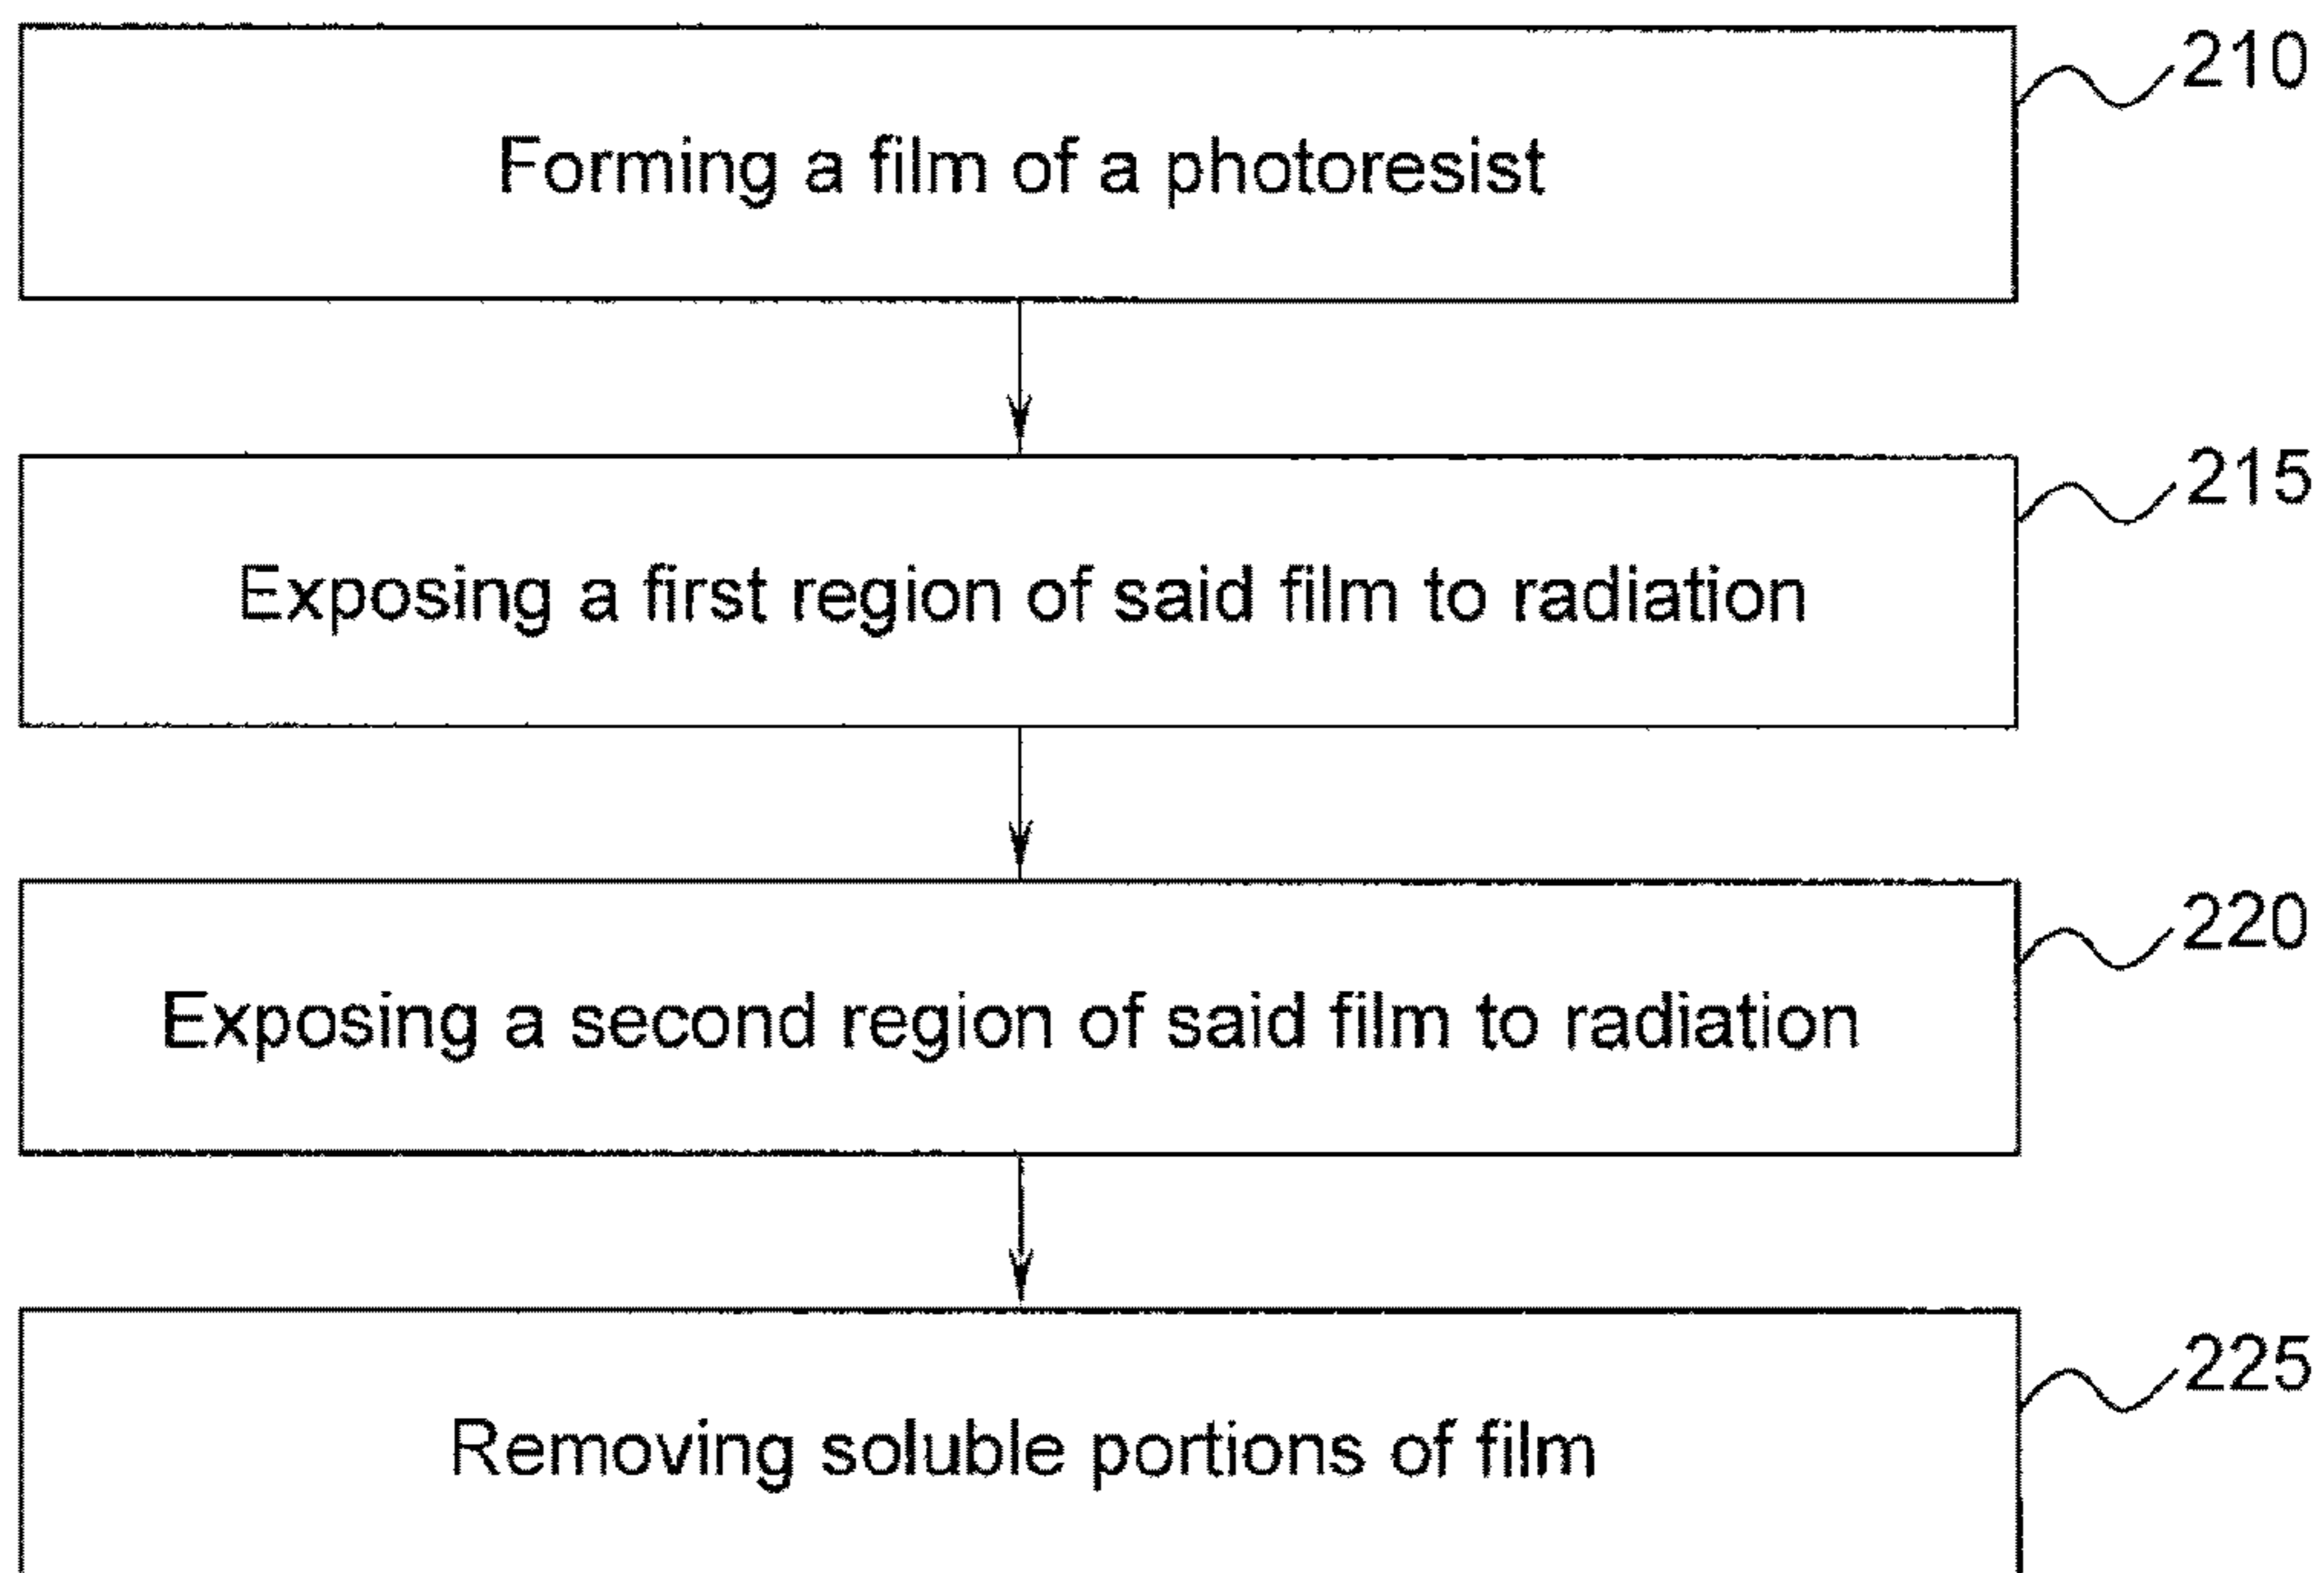 210
Forming a film of a photoresist
215
Exposing a first region of said film to radiation
220
Exposing a second region of said film to radiation
225
Removing soluble portions of film